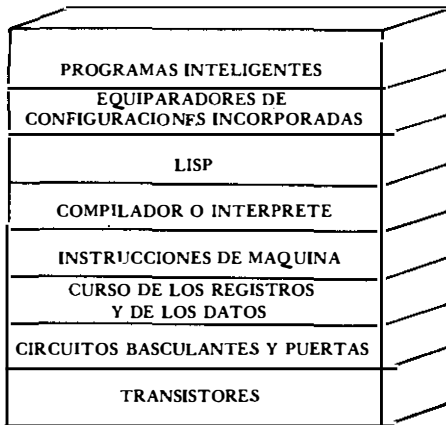 PROGRAMAS INTELIGENTES
EQUIPARADORES DE
CONFIGURACIONES INCORPORADAS
LISP
COMPILADOR O INTERPRETE
INSTRUCCIONES DE MAQUINA
CURSO DE LOS REGISTROS
Y DE LOS DATOS
CIRCUITOS BASCULANTES Y PUERTAS
TRANSISTORES